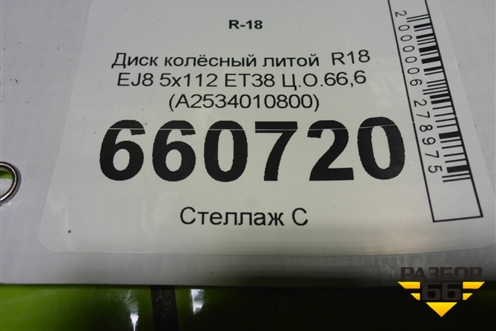 R-18
Диск колёсный литой R18
EJ8 5x112 ET38 Ц.О.66,6
(A2534010800)
660720
Стеллаж С
2000006278975
РАЗБОР
66